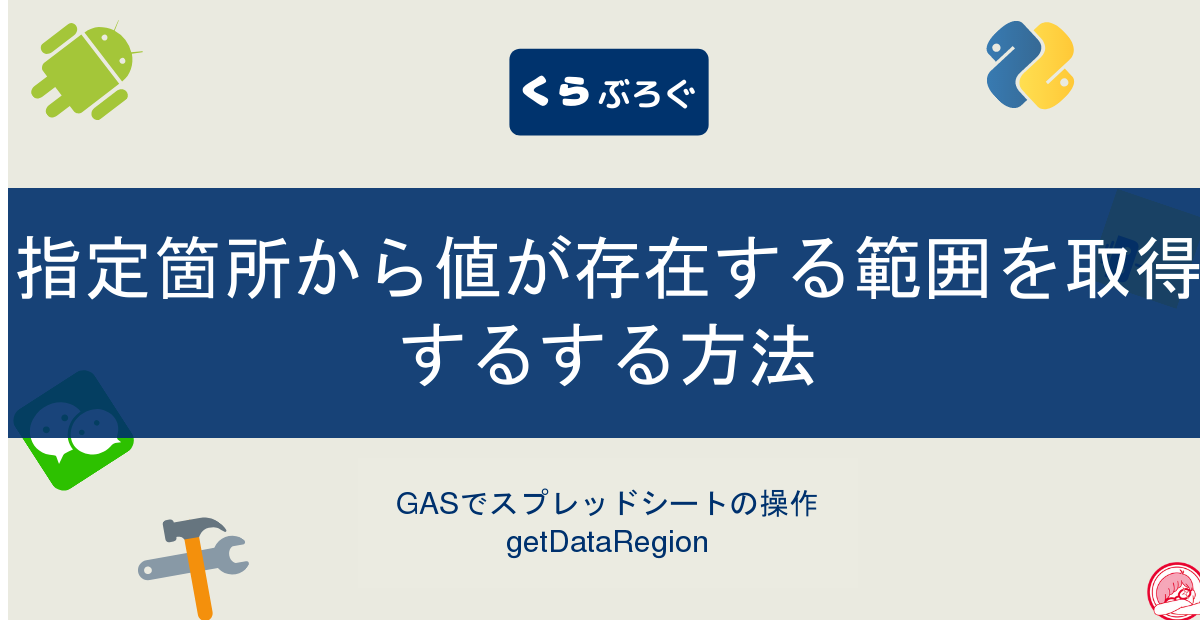 くらぶろぐ
指定箇所から値が存在する範囲を取得
するする方法
GASでスプレッドシートの操作
getDataRegion